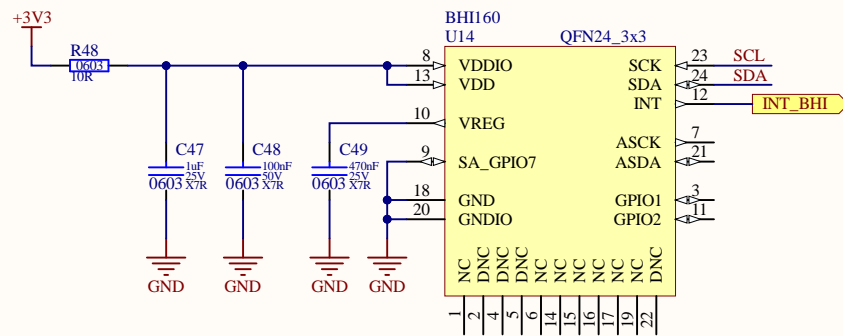 +3V3
R48
0603
10R
C47
1uF
25V
X7R
0603
C48
100nF
50V
X7R
0603
C49
470nF
25V
X7R
0603
GND
GND
GND
GND
BHI160
U14
QFN24_3x3
8 VDDIO
13 VDD
10 VREG
9 SA_GPIO7
18 GND
20 GNDIO
SCK 23 SCL
SDA 24 SDA
INT 12 INT_BHI
ASCK 7
ASDA 21
GPIO1 3
GPIO2 11
NC DNC DNC DNC NC NC NC NC NC NC DNC
1 2 4 5 6 14 15 16 17 19 22